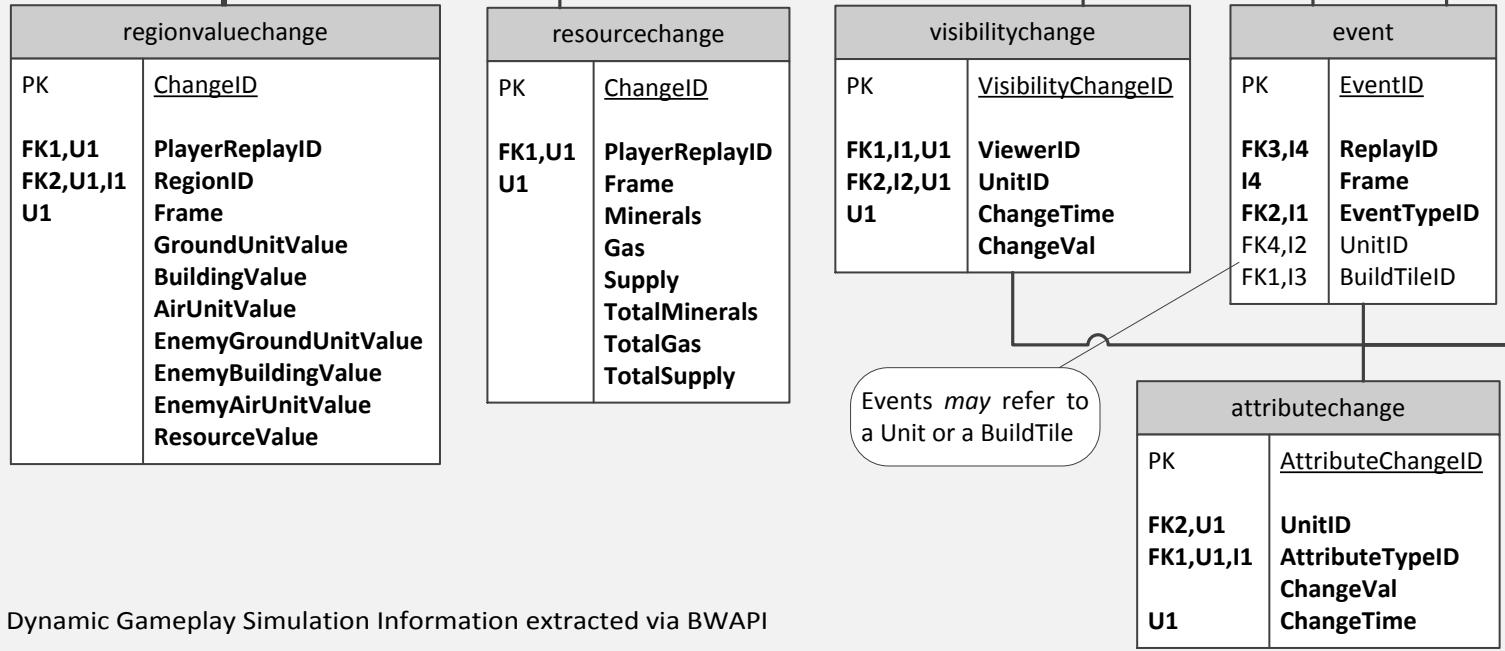 regionvaluechange
PK ChangeID
FK1,U1 PlayerReplayID
FK2,U1,I1 RegionID
U1 Frame
GroundUnitValue
BuildingValue
AirUnitValue
EnemyGroundUnitValue
EnemyBuildingValue
EnemyAirUnitValue
ResourceValue
resourcechange
PK ChangeID
FK1,U1 PlayerReplayID
U1 Frame
Minerals
Gas
Supply
TotalMinerals
TotalGas
TotalSupply
visibilitychange
PK VisibilityChangeID
FK1,I1,U1 ViewerID
FK2,I2,U1 UnitID
U1 ChangeTime
ChangeVal
event
PK EventID
FK3,I4 ReplayID
I4 Frame
FK2,I1 EventTypeID
FK4,I2 UnitID
FK1,I3 BuildTileID
Events may refer to
a Unit or a BuildTile
attributechange
PK AttributeChangeID
FK2,U1 UnitID
FK1,U1,I1 AttributeTypeID
ChangeVal
U1 ChangeTime
Dynamic Gameplay Simulation Information extracted via BWAPI